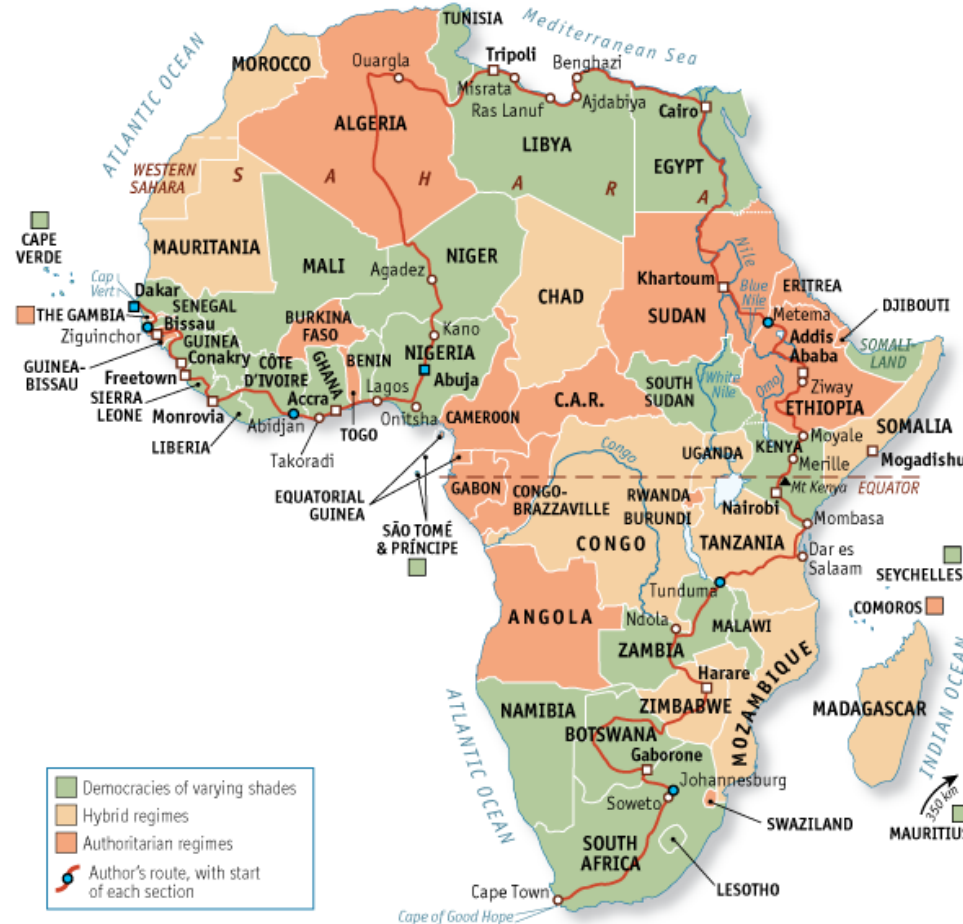 TUNISIA
Mediterranean Sea
ATLANTIC OCEAN
MOROCCO
Ouargla
Tripoli
Benghazi
Misrata
Ras Lanuf
Ajdabiya
Cairo
ALGERIA
LIBYA
EGYPT
WESTERN
SAHARA
S A H A R A
CAPE
VERDE
MAURITANIA
MALI
NIGER
Agadez
CHAD
Khartoum
Nile
SUDAN
Blue
Nile
ERITREA
DJIBOUTI
Metema
Cap
Vert
Dakar
SENEGAL
THE GAMBIA
Bissau
Ziguinchor
GUINEA
BURKINA
FASO
Kano
GUINEA-
BISSAU
Conakry
CÔTE
D'IVOIRE
GHANA
BENIN
NIGERIA
Abuja
Addis
Ababa
SOMALI-
LAND
Freetown
SIERRA
LEONE
Accra
Lagos
Onitsha
C.A.R.
SOUTH
SUDAN
White
Nile
Omo
Ziway
ETHIOPIA
Monrovia
LIBERIA
Abidjan
TOGO
Takoradi
CAMEROON
SOMALIA
Moyale
Congo
UGANDA
KENYA
Merille
Mogadishu
EQUATORIAL
GUINEA
GABON
CONGO-
BRAZZAVILLE
RWANDA
BURUNDI
Mt Kenya
EQUATOR
Nairobi
SÃO TOMÉ
& PRÍNCIPE
CONGO
TANZANIA
Mombasa
Dar es
Salaam
SEYCHELLES
Tunduma
COMOROS
ANGOLA
Ndola
MALAWI
ZAMBIA
Harare
ZIMBABWE
MOZAMBIQUE
MADAGASCAR
INDIAN OCEAN
ATLANTIC OCEAN
NAMIBIA
BOTSWANA
Gaborone
Johannesburg
Soweto
350 km
MAURITIUS
SWAZILAND
SOUTH
AFRICA
LESOTHO
Cape Town
Cape of Good Hope
Democracies of varying shades
Hybrid regimes
Authoritarian regimes
Author's route, with start
of each section